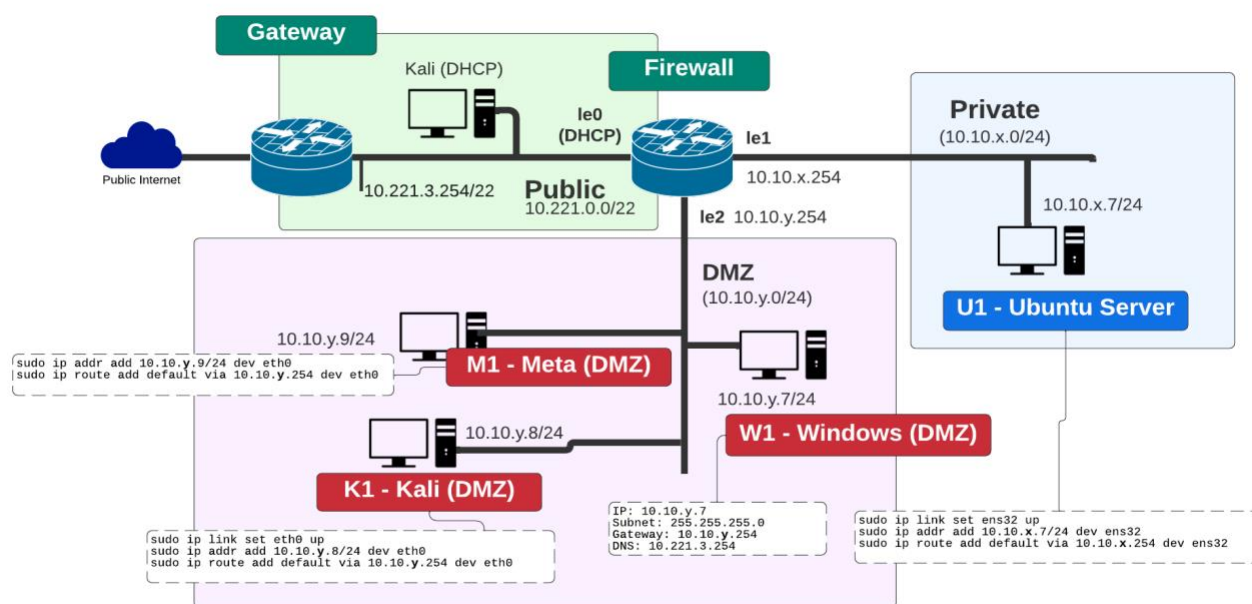 Gateway
Kali (DHCP)
Firewall
le0
(DHCP)
le1
Private
(10.10.x.0/24)
Public Internet
10.221.3.254/22
Public
10.221.0.0/22
10.10.x.254
10.10.x.7/24
le2 10.10.y.254
U1 - Ubuntu Server
DMZ
(10.10.y.0/24)
10.10.y.9/24
M1 - Meta (DMZ)
sudo ip addr add 10.10.y.9/24 dev eth0
sudo ip route add default via 10.10.y.254 dev eth0
10.10.y.7/24
W1 - Windows (DMZ)
10.10.y.8/24
K1 - Kali (DMZ)
sudo ip link set eth0 up
sudo ip addr add 10.10.y.8/24 dev eth0
sudo ip route add default via 10.10.y.254 dev eth0
IP: 10.10.y.7
Subnet: 255.255.255.0
Gateway: 10.10.y.254
DNS: 10.221.3.254
sudo ip link set ens32 up
sudo ip addr add 10.10.x.7/24 dev ens32
sudo ip route add default via 10.10.x.254 dev ens32